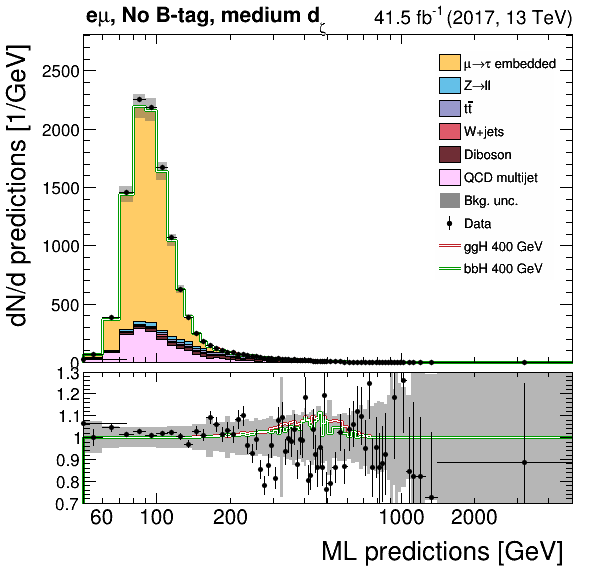 eμ, No B-tag, medium dζ
41.5 fb⁻¹ (2017, 13 TeV)
dN/d predictions [1/GeV]
2500
2000
1500
1000
500
0
μ→τ embedded
Z→ll
tt̄
W+jets
Diboson
QCD multijet
Bkg. unc.
Data
ggH 400 GeV
bbH 400 GeV
1.3
1.2
1.1
1
0.9
0.8
0.7
60 100 200 1000 2000
ML predictions [GeV]